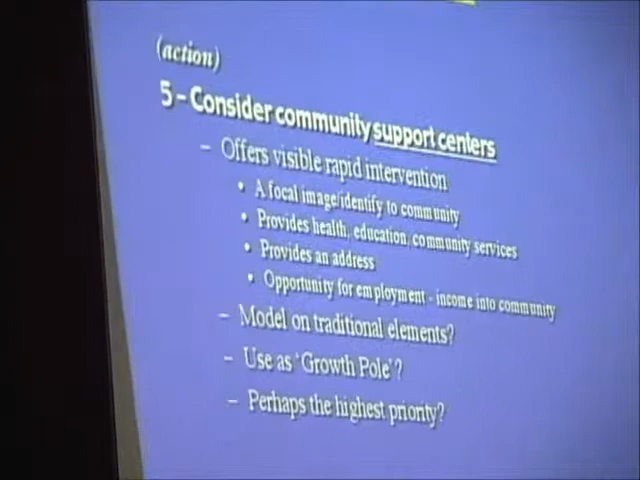 (action)
5 – Consider community support centers
– Offers visible rapid intervention
• A focal image/identify to community
• Provides health, education, community services
• Provides an address
• Opportunity for employment - income into community
– Model on traditional elements?
– Use as 'Growth Pole'?
– Perhaps the highest priority?